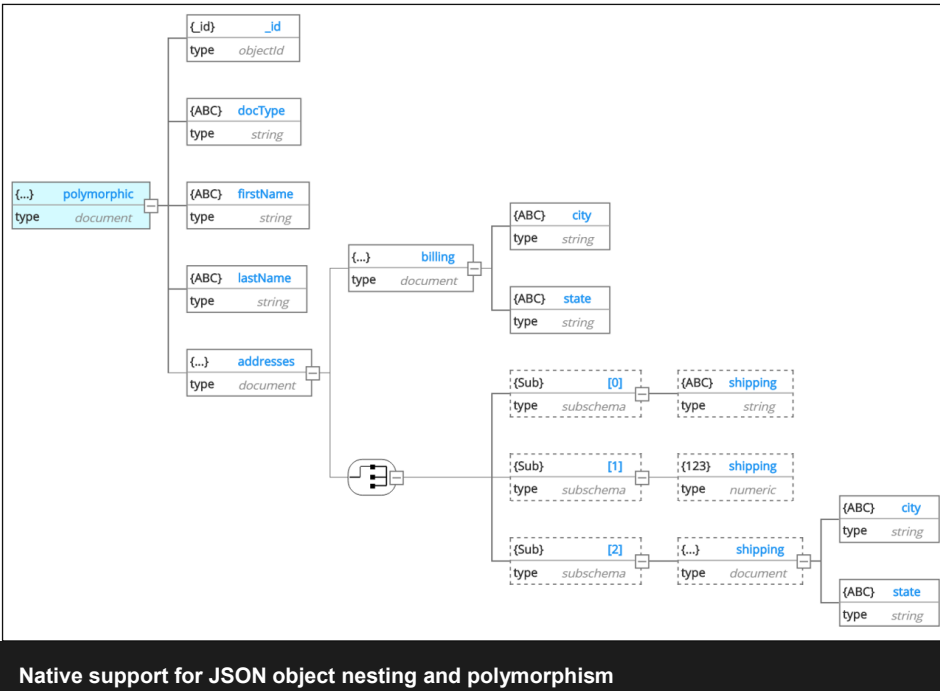 {_id} _id
type objectId
{ABC} docType
type string
{...} polymorphic
type document
{ABC} firstName
type string
{ABC} lastName
type string
{...} addresses
type document
{...} billing
type document
{ABC} city
type string
{ABC} state
type string
{Sub} [0]
type subschema
{ABC} shipping
type string
{Sub} [1]
type subschema
{123} shipping
type numeric
{Sub} [2]
type subschema
{...} shipping
type document
{ABC} city
type string
{ABC} state
type string
Native support for JSON object nesting and polymorphism